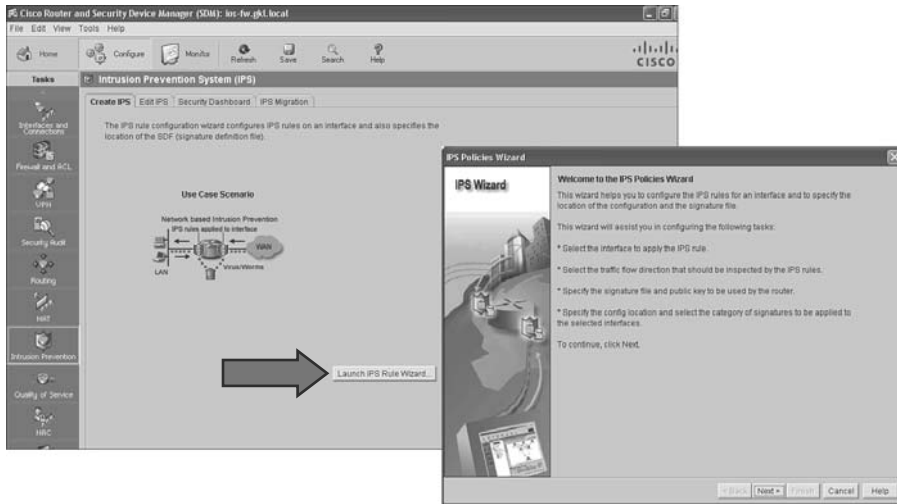 Cisco Router and Security Device Manager (SDM): ios-fw.gkl.local
File Edit View Tools Help
Home Configure Monitor Refresh Save Search Help
CISCO
Tasks
Intrusion Prevention System (IPS)
Interfaces and Connections
Firewall and ACL
VPN
Security Audit
Routing
NAT
Intrusion Prevention
Quality of Service
NAC
Create IPS Edit IPS Security Dashboard IPS Migration
The IPS rule configuration wizard configures IPS rules on an interface and also specifies the
location of the SDF (signature definition file).
Use Case Scenario
Network based Intrusion Prevention
IPS rules applied to interface
WAN
LAN
Virus/Worms
Launch IPS Rule Wizard...
IPS Policies Wizard
IPS Wizard
Welcome to the IPS Policies Wizard
This wizard helps you to configure the IPS rules for an interface and to specify the
location of the configuration and the signature file.
This wizard will assist you in configuring the following tasks:
* Select the interface to apply the IPS rule.
* Select the traffic flow direction that should be inspected by the IPS rules.
* Specify the signature file and public key to be used by the router.
* Specify the config location and select the category of signatures to be applied to
the selected interfaces.
To continue, click Next.
< Back Next > Finish Cancel Help